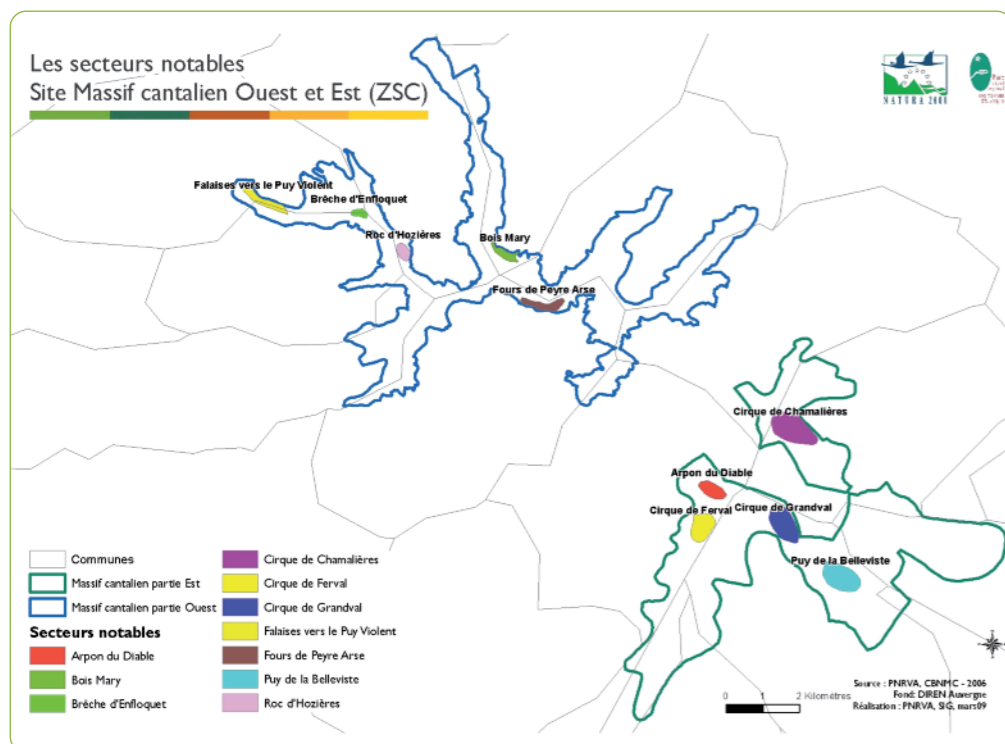 Les secteurs notables
Site Massif cantalien Ouest et Est (ZSC)
NATURA 2000
Falaises vers le Puy Violent
Brêche d'Enfloquet
Roc d'Hozières
Bois Mary
Fours de Peyre Arse
Cirque de Chamalières
Arpon du Diable
Cirque de Ferval
Cirque de Grandval
Puy de la Belleviste
Communes
Massif cantalien partie Est
Massif cantalien partie Ouest
Secteurs notables
Arpon du Diable
Bois Mary
Brêche d'Enfloquet
Cirque de Chamalières
Cirque de Ferval
Cirque de Grandval
Falaises vers le Puy Violent
Fours de Peyre Arse
Puy de la Belleviste
Roc d'Hozières
0 1 2 Kilométres
Source : PNRVA, CBNMC - 2006
Fond: DIREN Auvergne
Réalisation : PNRVA, SIG, mars09